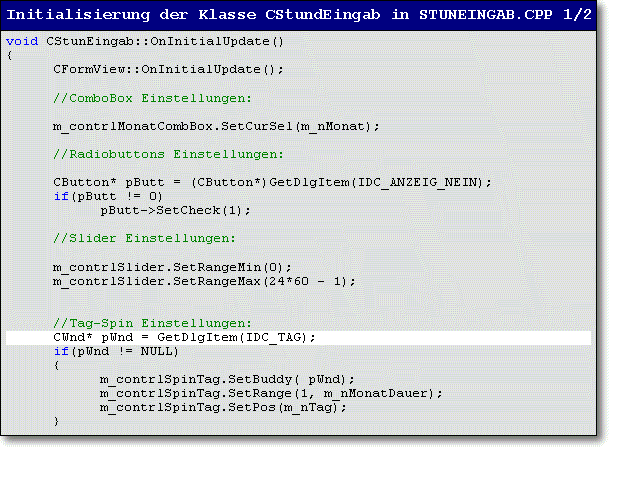 Initialisierung der Klasse CStundEingab in STUNEINGAB.CPP 1/2
void CStunEingab::OnInitialUpdate()
{
CFormView::OnInitialUpdate();
//ComboBox Einstellungen:
m_contrlMonatCombBox.SetCurSel(m_nMonat);
//Radiobuttons Einstellungen:
CButton* pButt = (CButton*)GetDlgItem(IDC_ANZEIG_NEIN);
if(pButt != 0)
pButt->SetCheck(1);
//Slider Einstellungen:
m_contrlSlider.SetRangeMin(0);
m_contrlSlider.SetRangeMax(24*60 - 1);
//Tag-Spin Einstellungen:
CWnd* pWnd = GetDlgItem(IDC_TAG);
if(pWnd != NULL)
{
m_contrlSpinTag.SetBuddy( pWnd);
m_contrlSpinTag.SetRange(1, m_nMonatDauer);
m_contrlSpinTag.SetPos(m_nTag);
}